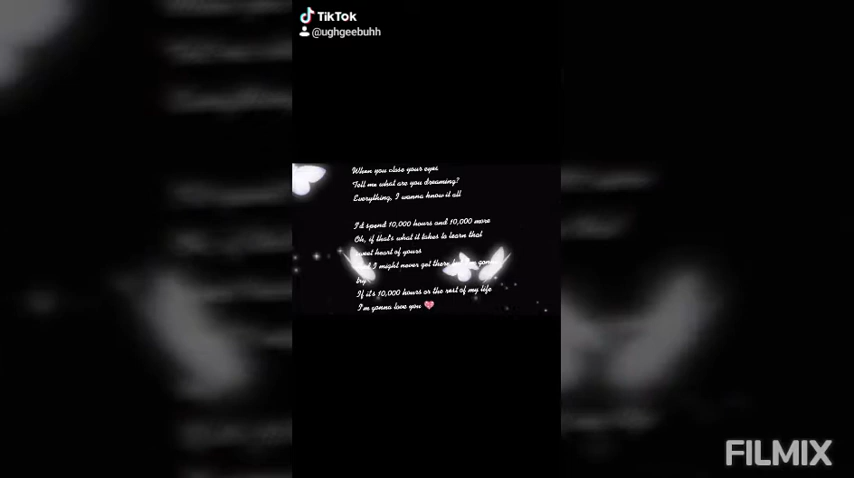 TikTok
@ughgeebuhh
When you close your eyes
Tell me what are you dreaming?
Everything, I wanna know it all
I'd spend 10,000 hours and 10,000 more
Oh, if that's what it takes to learn that
sweet heart of yours
I might never get there
try
If it's 10,000 hours or the rest of my life
I'm gonna love you 💖
FILMIX